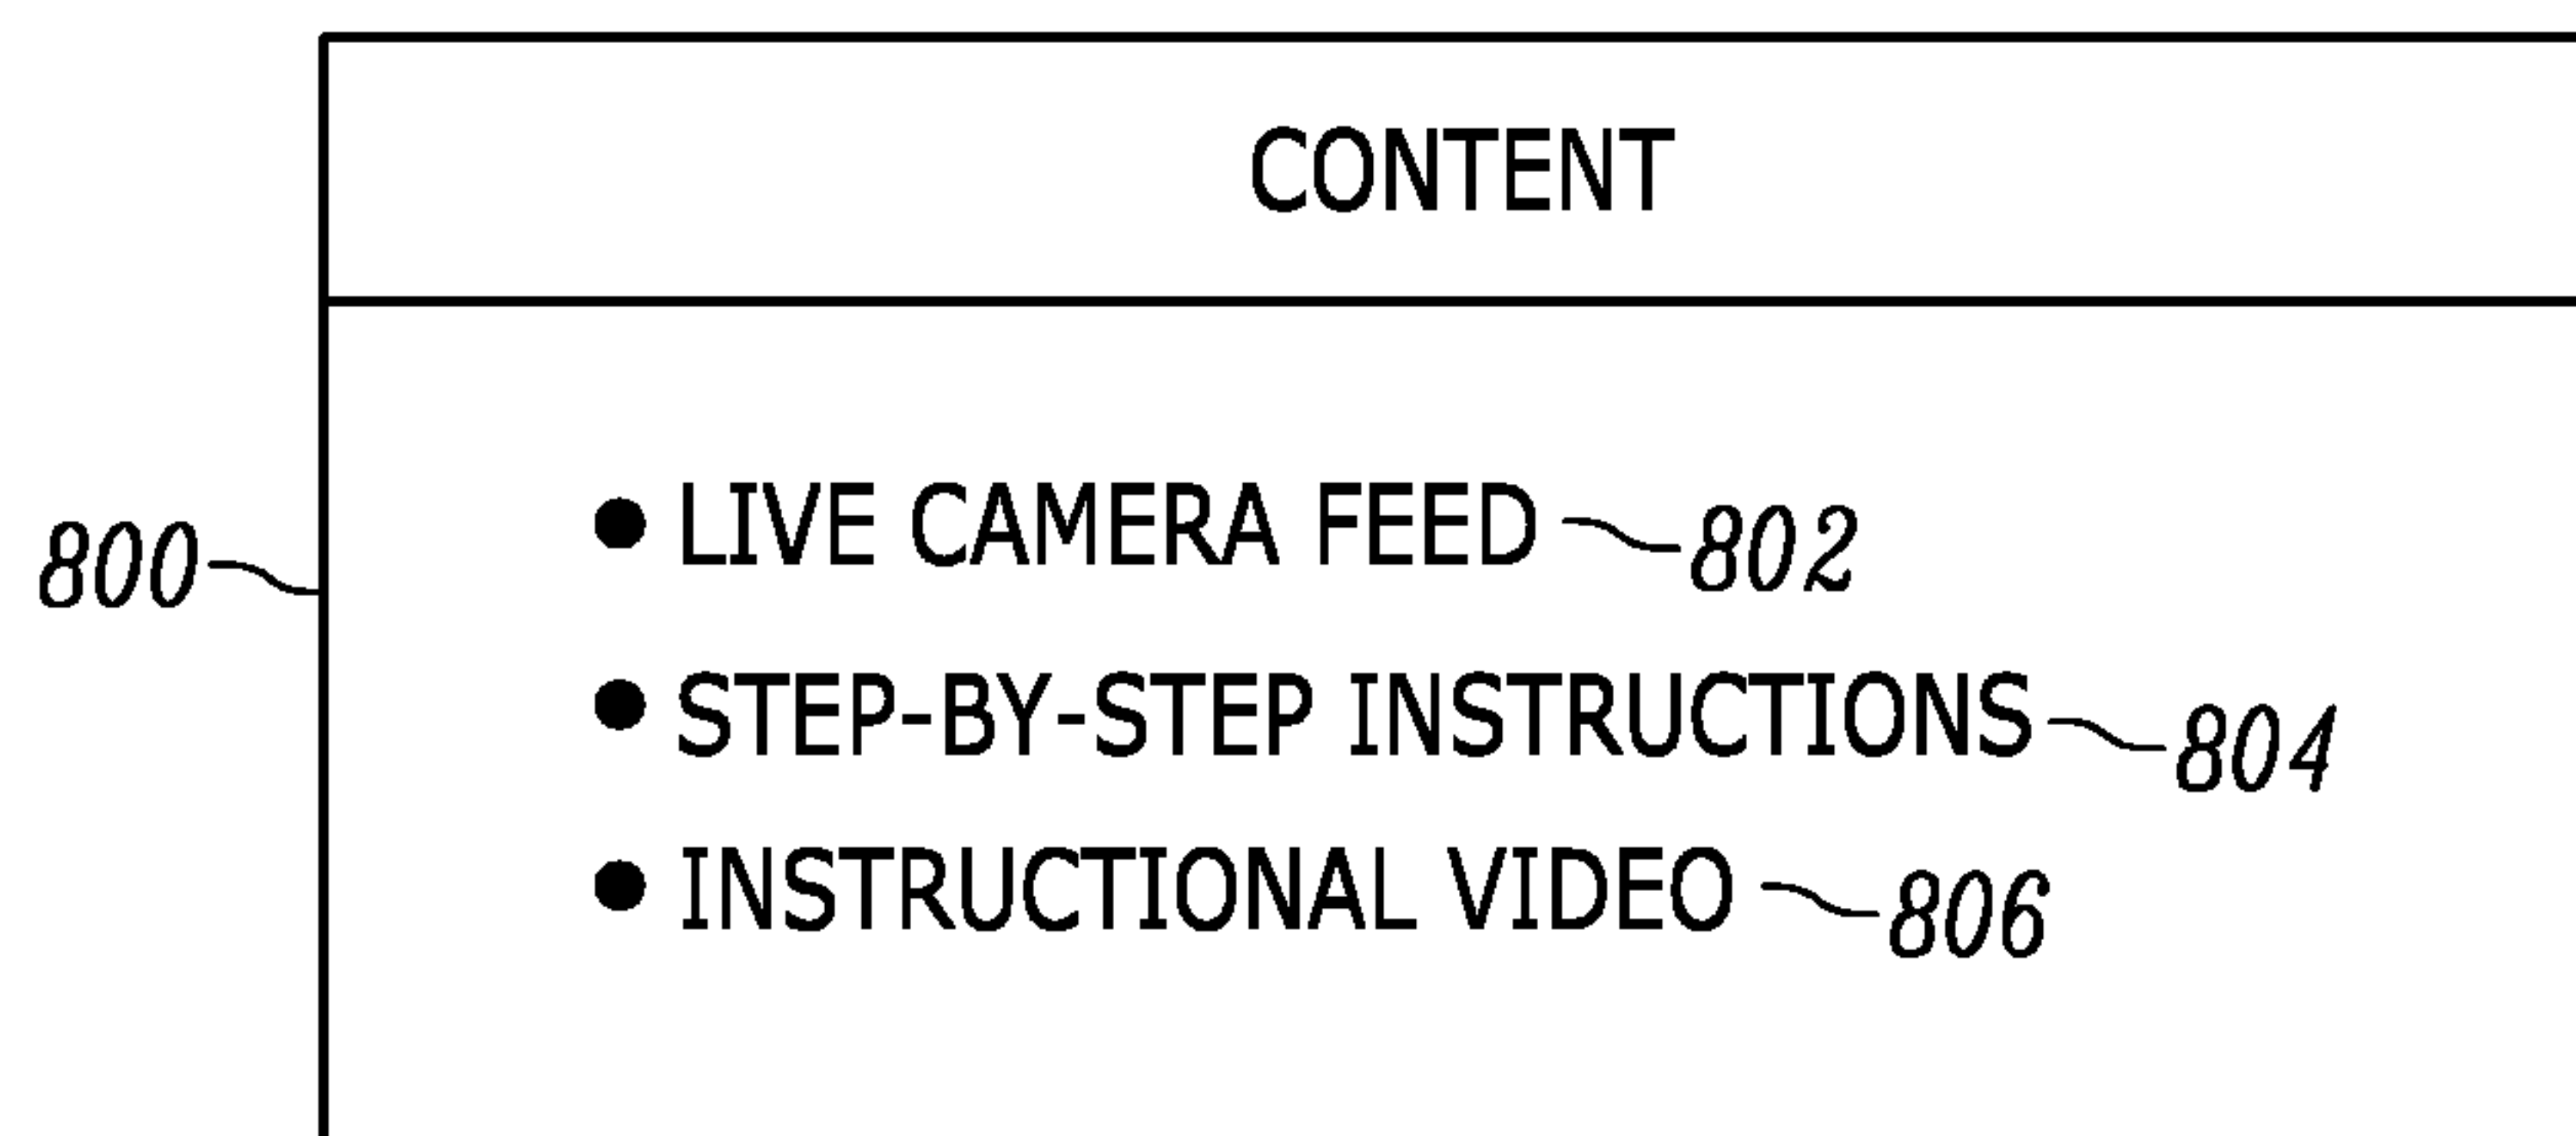 CONTENT
800
● LIVE CAMERA FEED 802
● STEP-BY-STEP INSTRUCTIONS 804
● INSTRUCTIONAL VIDEO 806